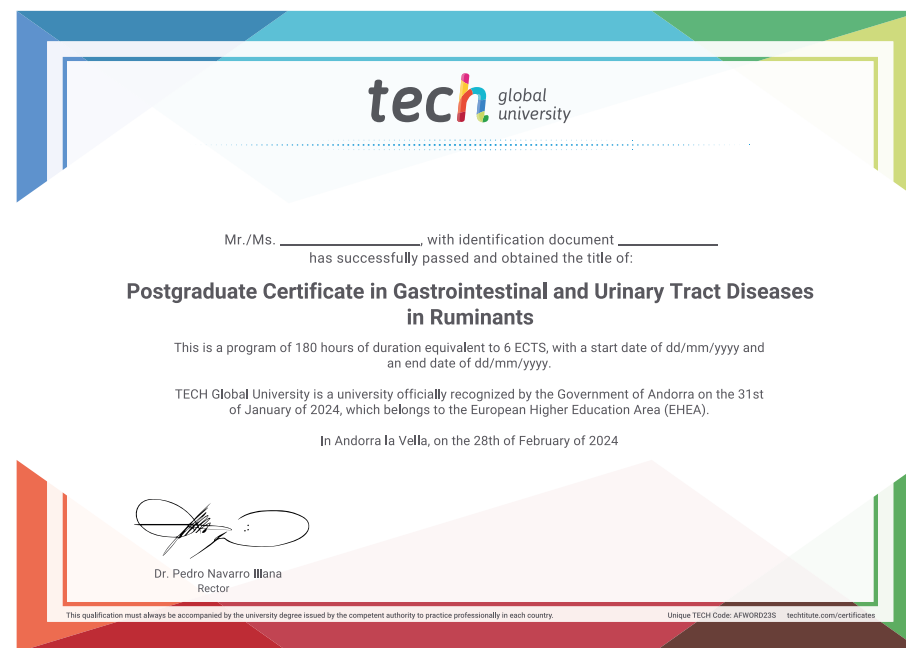 tech global
university
Mr./Ms. ____________________, with identification document ______________
has successfully passed and obtained the title of:
Postgraduate Certificate in Gastrointestinal and Urinary Tract Diseases
in Ruminants
This is a program of 180 hours of duration equivalent to 6 ECTS, with a start date of dd/mm/yyyy and
an end date of dd/mm/yyyy.
TECH Global University is a university officially recognized by the Government of Andorra on the 31st
of January of 2024, which belongs to the European Higher Education Area (EHEA).
In Andorra la Vella, on the 28th of February of 2024
Dr. Pedro Navarro Illana
Rector
This qualification must always be accompanied by the university degree issued by the competent authority to practice professionally in each country.
Unique TECH Code: AFWORD23S techtitute.com/certificates